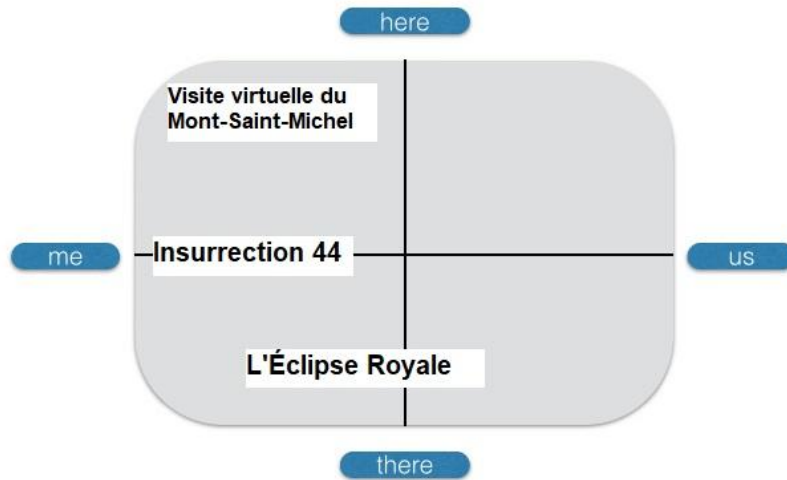 here
Visite virtuelle du
Mont-Saint-Michel
me
Insurrection 44
us
L'Éclipse Royale
there